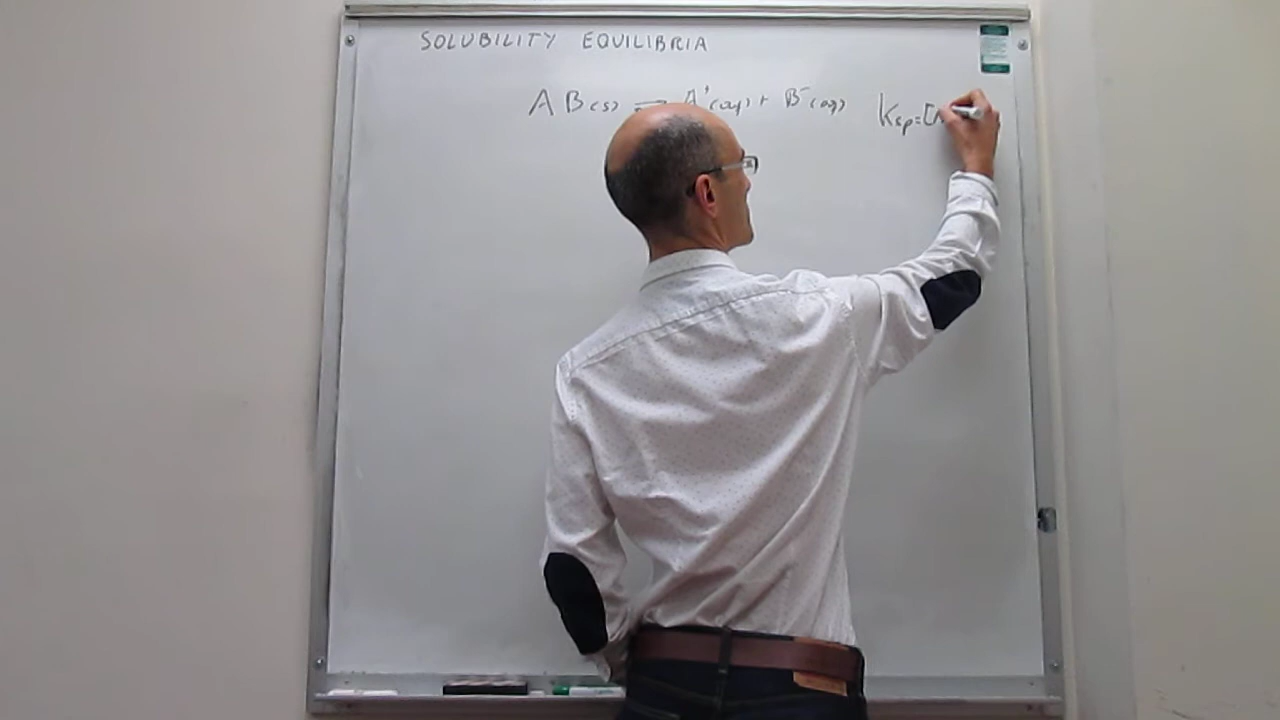 SOLUBILITY EQUILIBRIA
AB(s) ⇌ A⁺(aq) + B⁻(aq) Ksp=[A